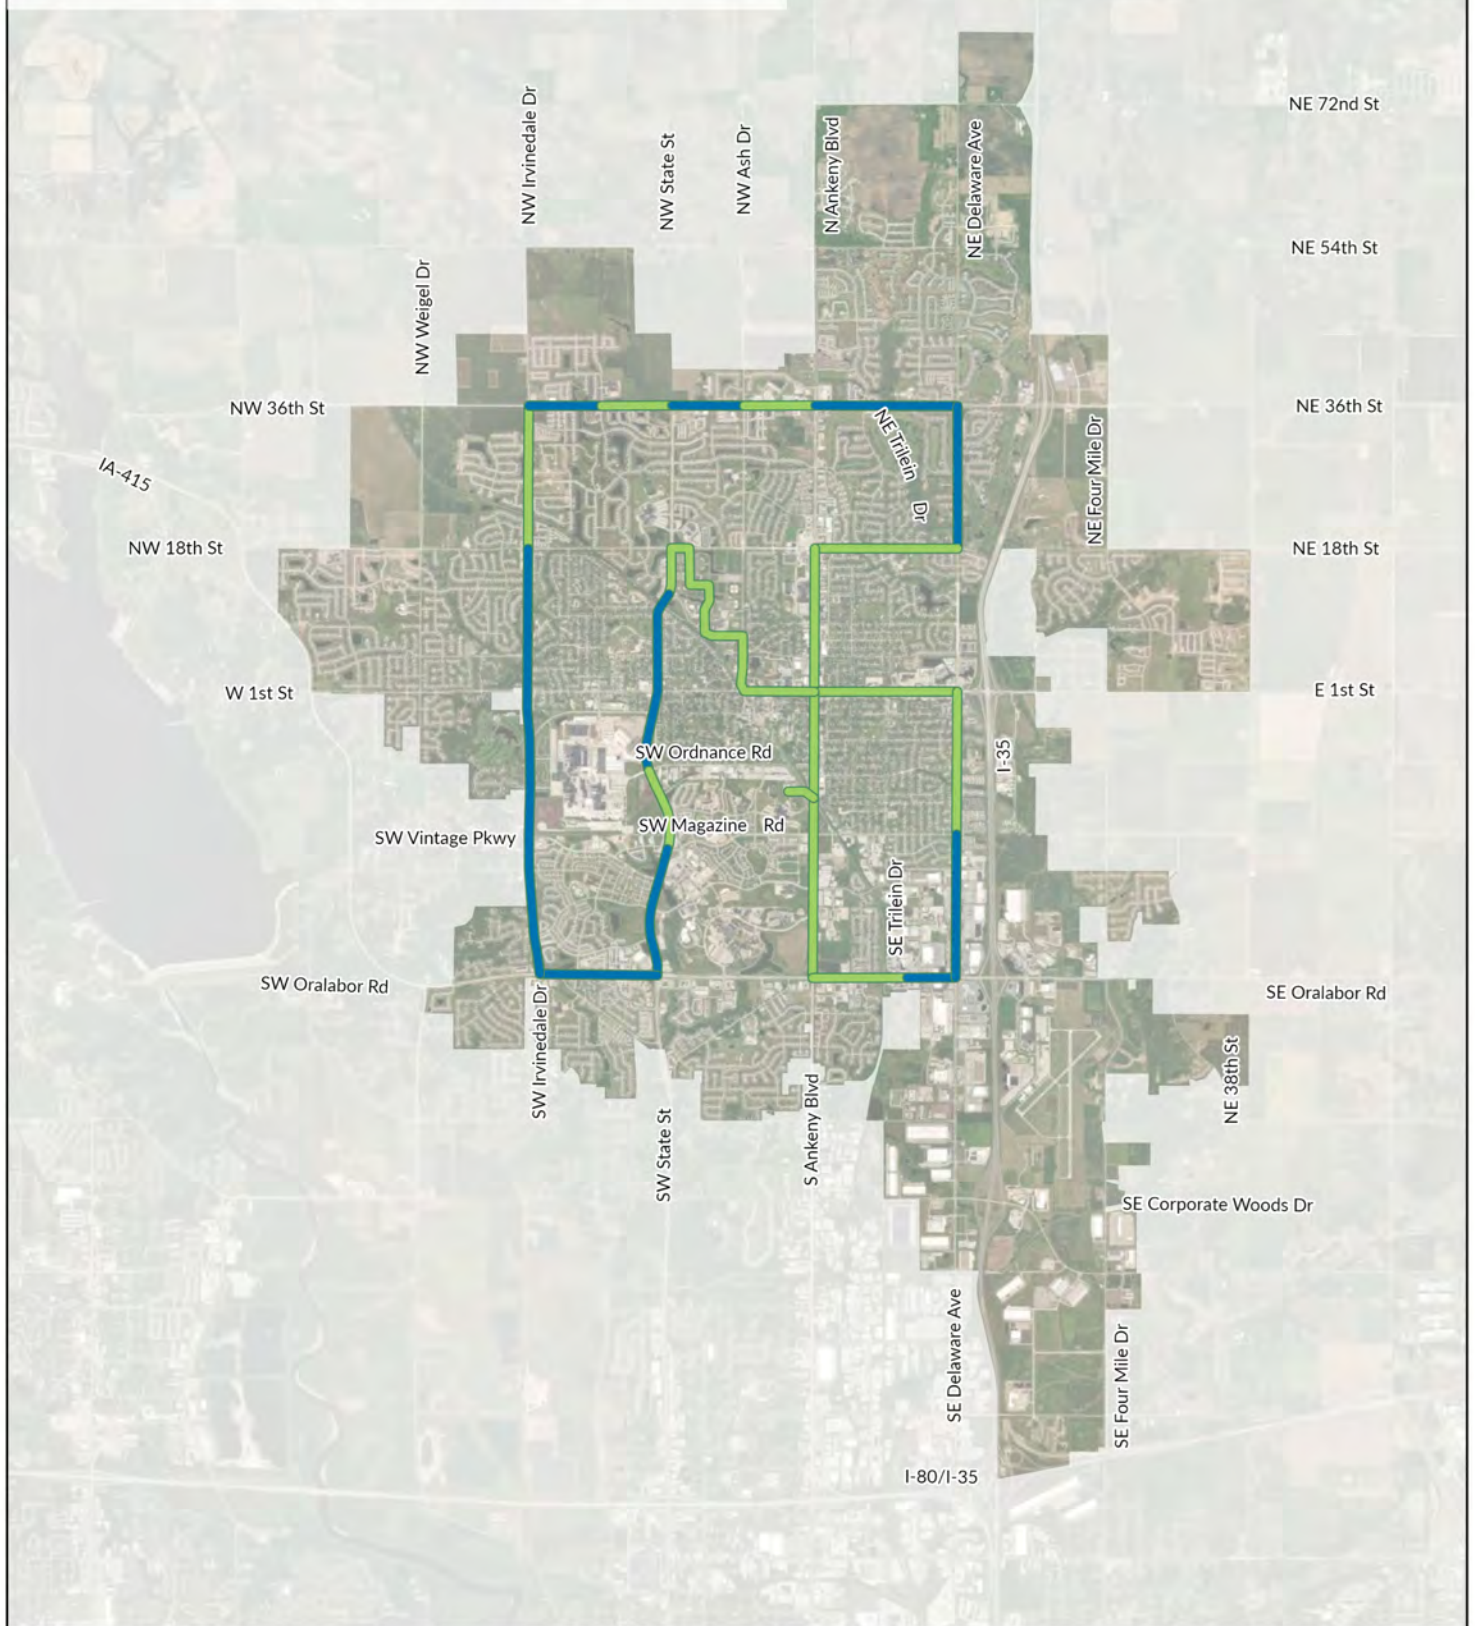 NE 72nd St
NW Irvinedale Dr
NW State St
NW Ash Dr
N Ankeny Blvd
NE Delaware Ave
NE 54th St
NW Weigel Dr
NW 36th St
NE 36th St
NE Trilein
Dr
NE Four Mile Dr
IA-415
NW 18th St
NE 18th St
W 1st St
E 1st St
SW Ordnance Rd
I-35
SW Magazine Rd
SW Vintage Pkwy
SE Trilein Dr
SW Oralabor Rd
SE Oralabor Rd
SW Irvinedale Dr
SW State St
S Ankeny Blvd
NE 38th St
SE Corporate Woods Dr
SE Delaware Ave
SE Four Mile Dr
I-80/I-35